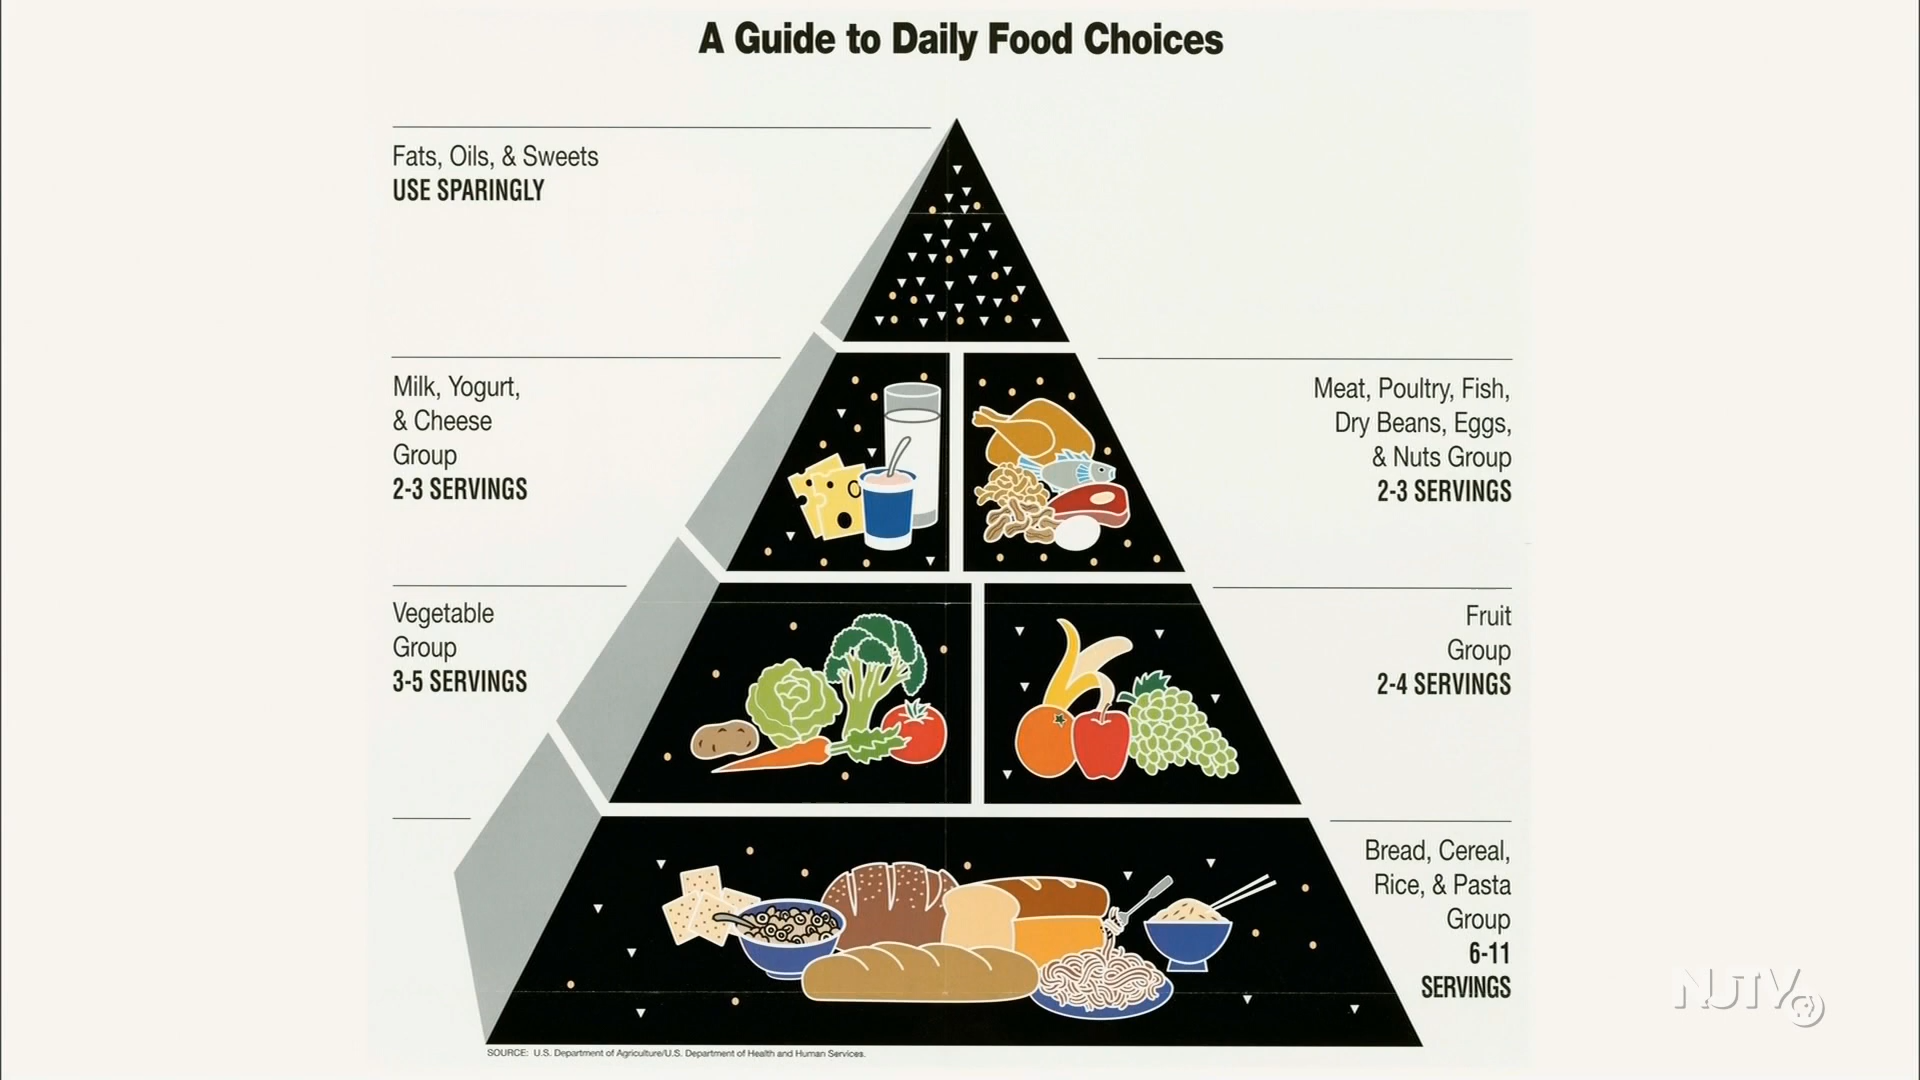 A Guide to Daily Food Choices
Fats, Oils, & Sweets
USE SPARINGLY
Milk, Yogurt,
& Cheese
Group
2-3 SERVINGS
Meat, Poultry, Fish,
Dry Beans, Eggs,
& Nuts Group
2-3 SERVINGS
Vegetable
Group
3-5 SERVINGS
Fruit
Group
2-4 SERVINGS
Bread, Cereal,
Rice, & Pasta
Group
6-11
SERVINGS
SOURCE: U.S. Department of Agriculture/U.S. Department of Health and Human Services.
NJTV